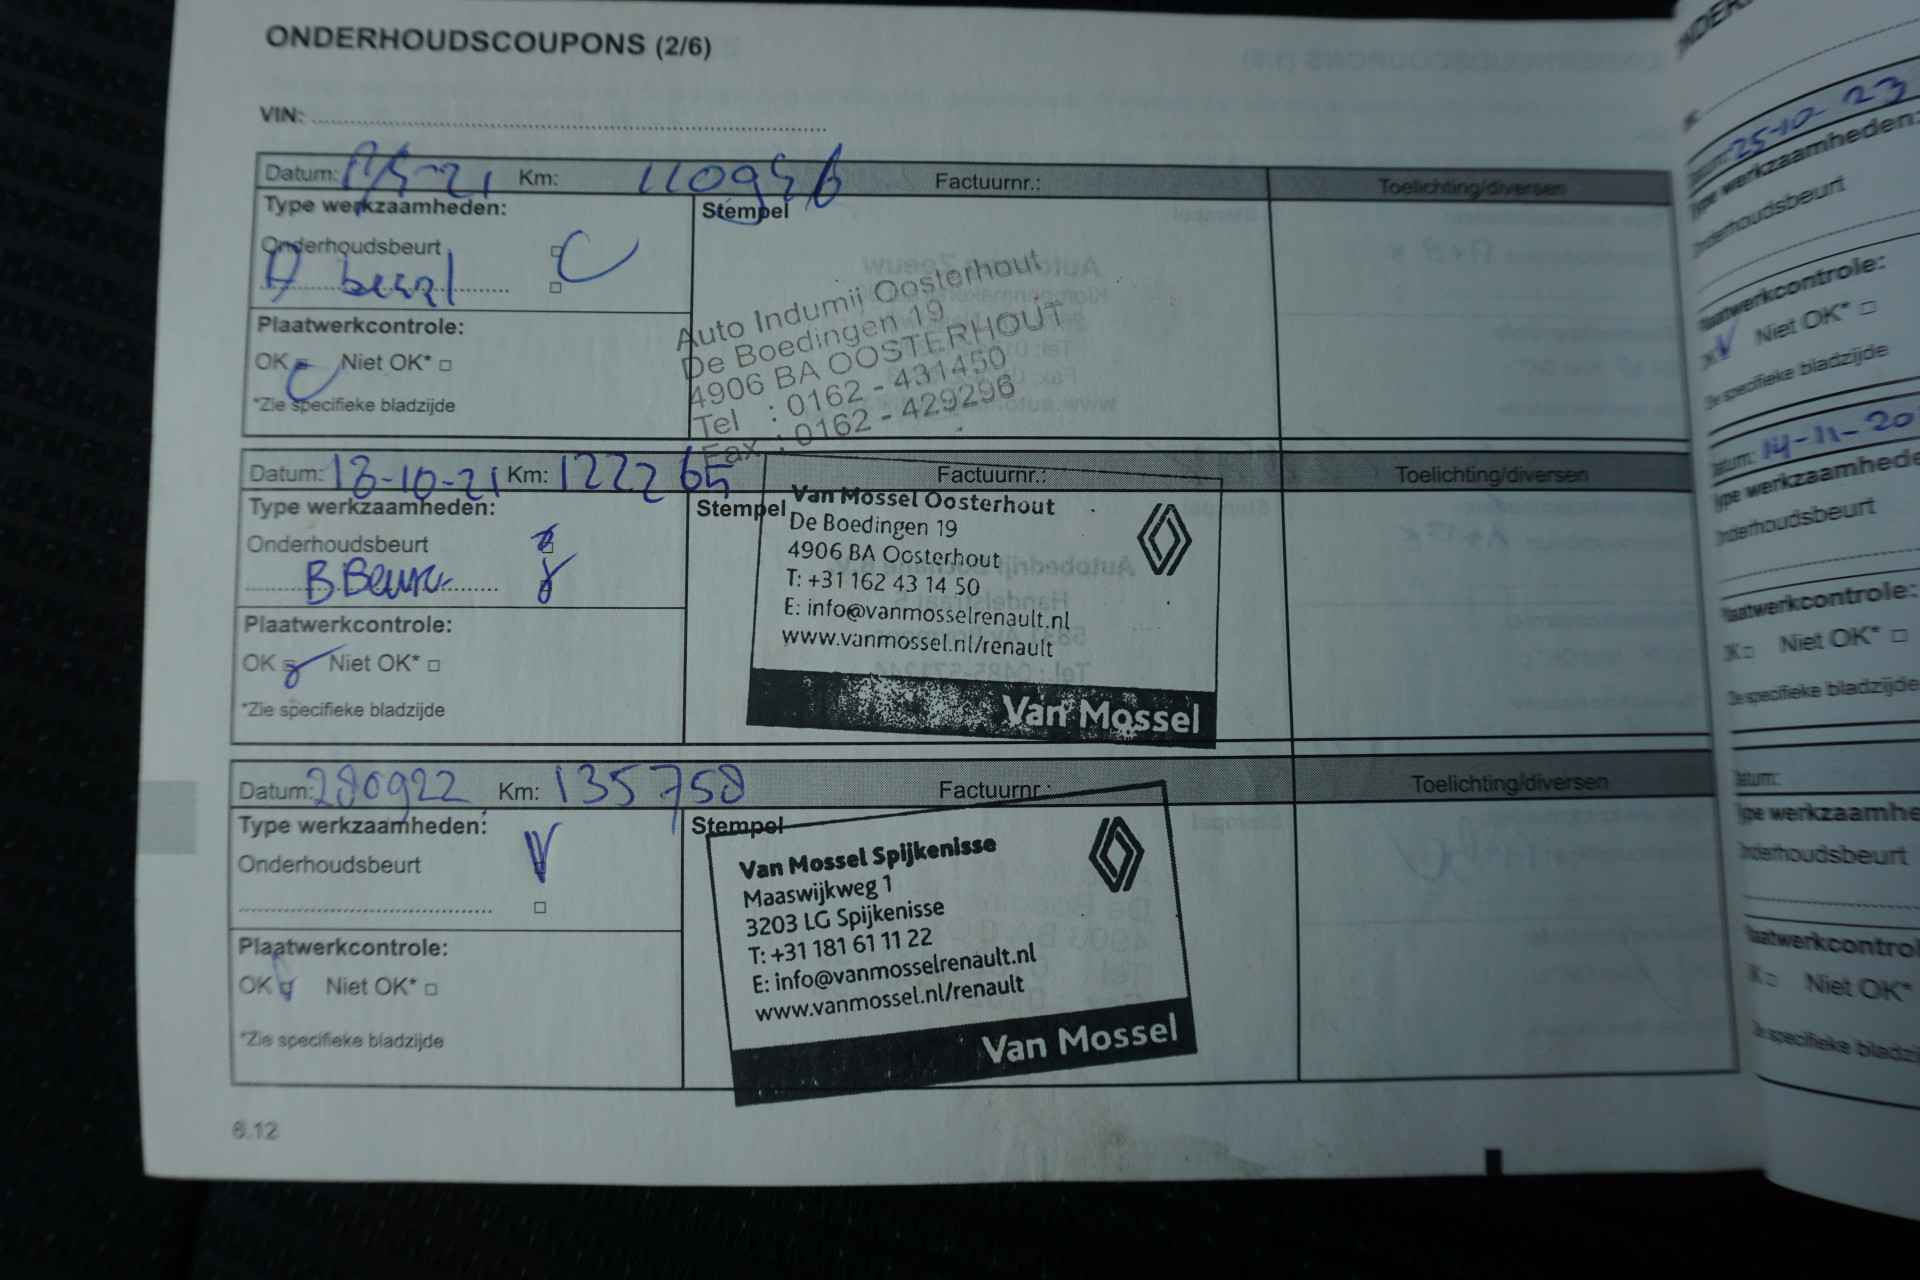 ONDERHOUDSCOUPONS (2/6)
VIN:
Datum: Km: 110956 Factuurnr.: Toelichting/diversen
Type werkzaamheden: Stempel
Onderhoudsbeurt
A beurt
Plaatwerkcontrole:
OK Niet OK*
*Zie specifieke bladzijde
Auto Indumij Oosterhout
De Boedingen 19
4906 BA OOSTERHOUT
Tel : 0162 - 431450
Fax : 0162 - 429296
Datum: 18-10-21 Km: 122265 Factuurnr.: Toelichting/diversen
Type werkzaamheden: Stempel
Onderhoudsbeurt
B Beurt
Plaatwerkcontrole:
OK Niet OK*
*Zie specifieke bladzijde
Van Mossel Oosterhout
De Boedingen 19
4906 BA Oosterhout
T: +31 162 43 14 50
E: info@vanmosselrenault.nl
www.vanmossel.nl/renault
Van Mossel
Datum: 280922 Km: 135758 Factuurnr.: Toelichting/diversen
Type werkzaamheden: Stempel
Onderhoudsbeurt
Plaatwerkcontrole:
OK Niet OK*
*Zie specifieke bladzijde
Van Mossel Spijkenisse
Maaswijkweg 1
3203 LG Spijkenisse
T: +31 181 61 11 22
E: info@vanmosselrenault.nl
www.vanmossel.nl/renault
Van Mossel
6.12
25-10-23
werkzaamheden:
Onderhoudsbeurt
Plaatwerkcontrole:
Niet OK*
specifieke bladzijde
14-11-20
Type werkzaamhede
Onderhoudsbeurt
Plaatwerkcontrole:
Niet OK*
specifieke bladzijde
Datum:
Type werkzaamhe
Onderhoudsbeurt
Plaatwerkcontrol
Niet OK*
specifieke bladzi